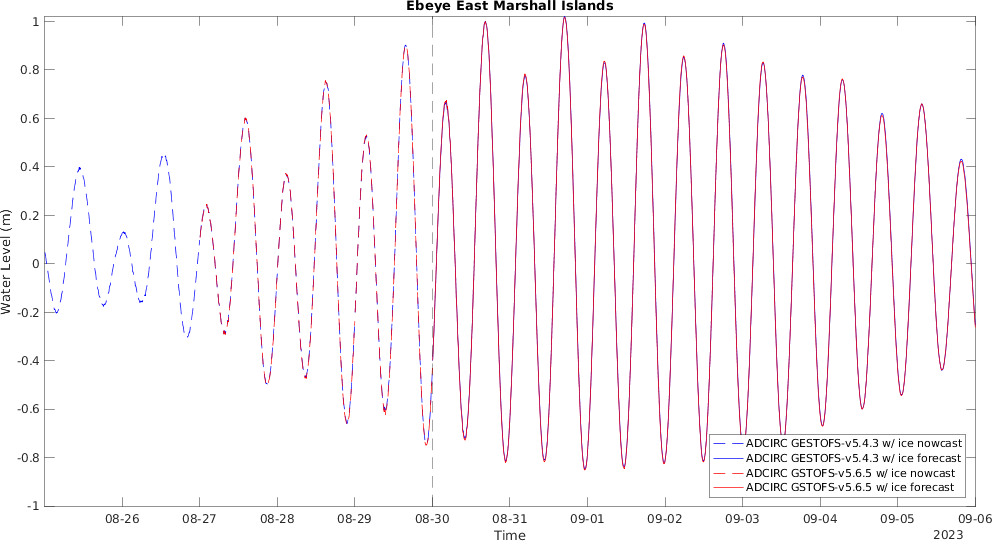 Ebeye East Marshall Islands
1
0.8
0.6
0.4
0.2
0
-0.2
-0.4
-0.6
-0.8
-1
Water Level (m)
ADCIRC GESTOFS-v5.4.3 w/ ice nowcast
ADCIRC GESTOFS-v5.4.3 w/ ice forecast
ADCIRC GSTOFS-v5.6.5 w/ ice nowcast
ADCIRC GSTOFS-v5.6.5 w/ ice forecast
08-26 08-27 08-28 08-29 08-30 08-31 09-01 09-02 09-03 09-04 09-05 09-06
Time
2023